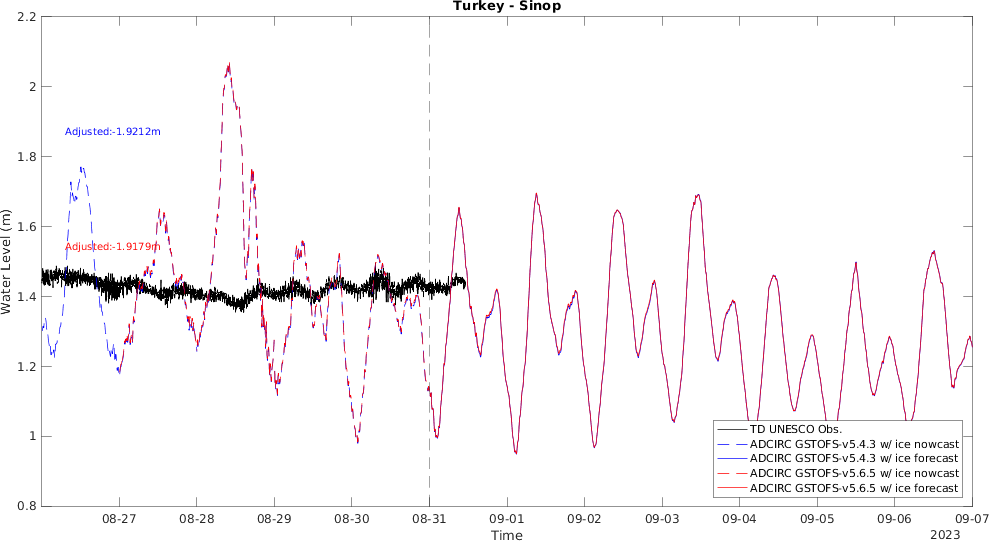 Turkey - Sinop
2.2
2
1.8
1.6
1.4
1.2
1
0.8
Water Level (m)
Adjusted:-1.9212m
Adjusted:-1.9179m
TD UNESCO Obs.
ADCIRC GSTOFS-v5.4.3 w/ ice nowcast
ADCIRC GSTOFS-v5.4.3 w/ ice forecast
ADCIRC GSTOFS-v5.6.5 w/ ice nowcast
ADCIRC GSTOFS-v5.6.5 w/ ice forecast
08-27 08-28 08-29 08-30 08-31 09-01 09-02 09-03 09-04 09-05 09-06 09-07
Time
2023